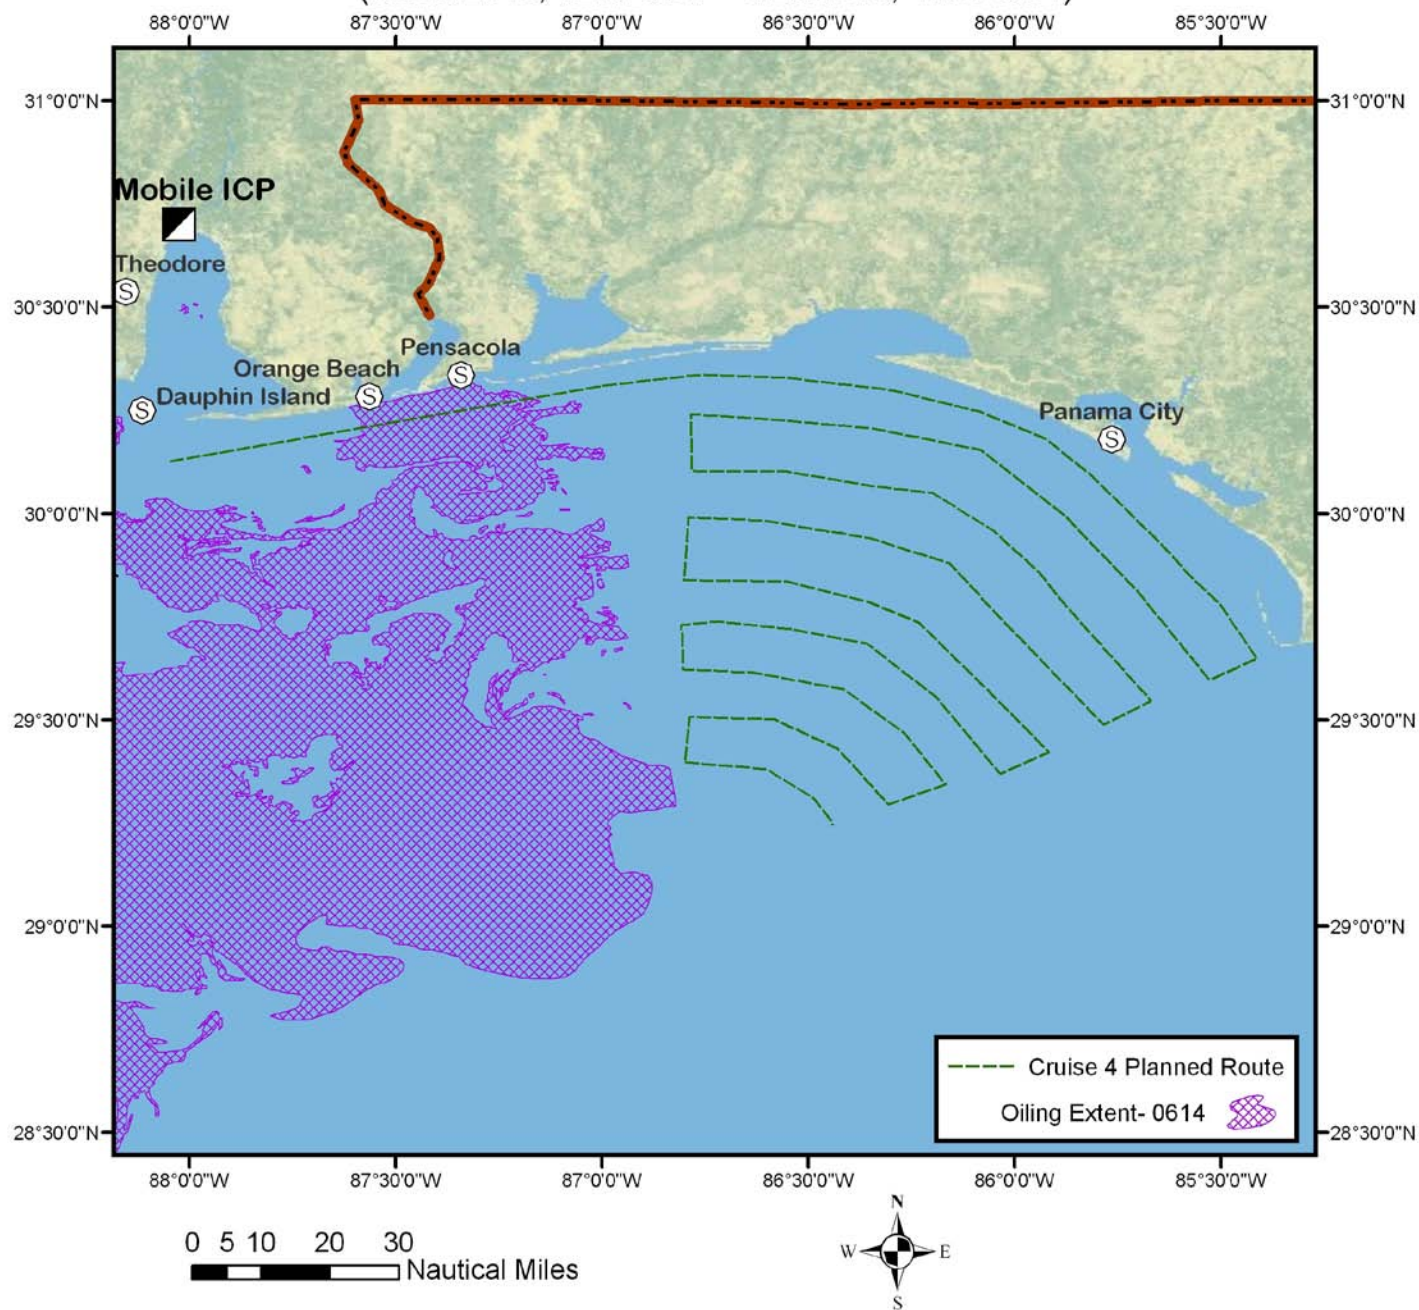 88°0'0"W 87°30'0"W 87°0'0"W 86°30'0"W 86°0'0"W 85°30'0"W
31°0'0"N 31°0'0"N
Mobile ICP
Theodore
S
30°30'0"N 30°30'0"N
Pensacola
S
Orange Beach
S
Dauphin Island
S
Panama City
S
30°0'0"N 30°0'0"N
29°30'0"N 29°30'0"N
29°0'0"N 29°0'0"N
Cruise 4 Planned Route
Oiling Extent- 0614
28°30'0"N 28°30'0"N
88°0'0"W 87°30'0"W 87°0'0"W 86°30'0"W 86°0'0"W 85°30'0"W
N
W E
S
0 5 10 20 30
Nautical Miles